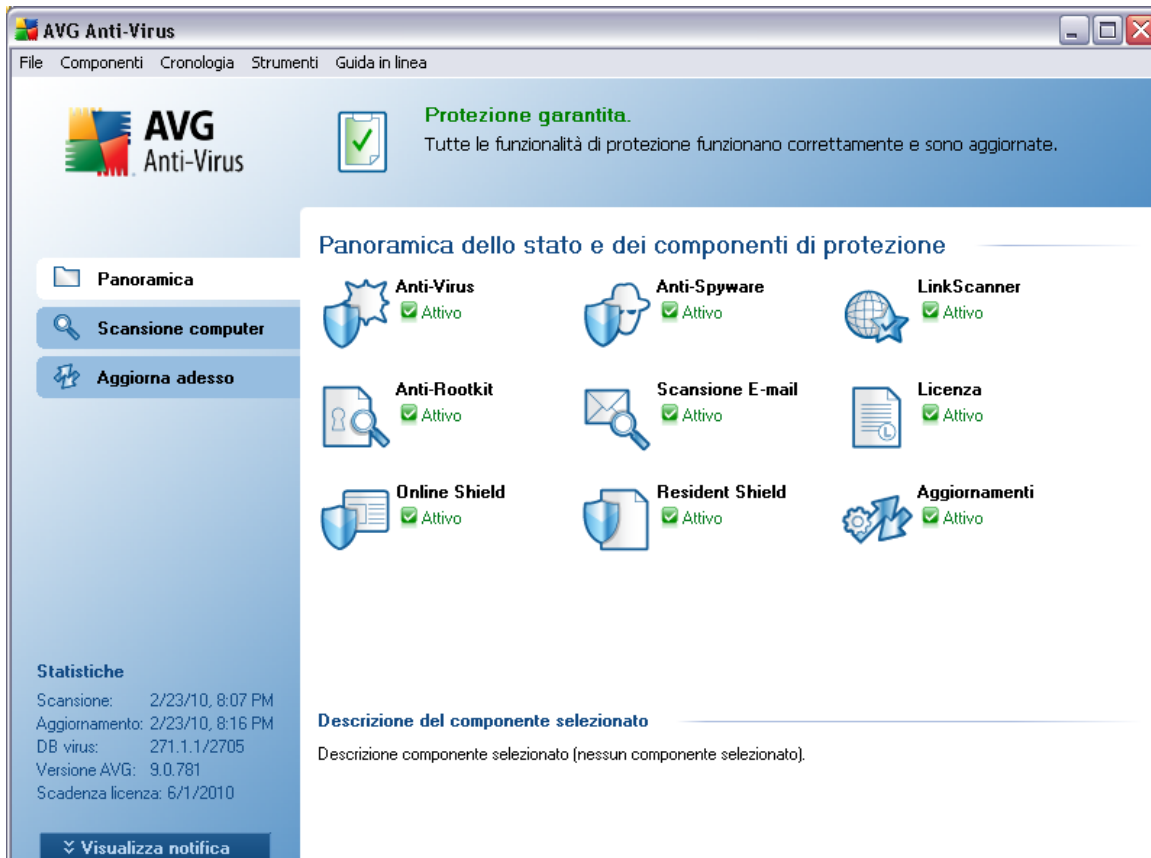 AVG Anti-Virus
File Componenti Cronologia Strumenti Guida in linea
AVG
Anti-Virus
Protezione garantita.
Tutte le funzionalità di protezione funzionano correttamente e sono aggiornate.
Panoramica
Scansione computer
Aggiorna adesso
Panoramica dello stato e dei componenti di protezione
Anti-Virus
Attivo
Anti-Spyware
Attivo
LinkScanner
Attivo
Anti-Rootkit
Attivo
Scansione E-mail
Attivo
Licenza
Attivo
Online Shield
Attivo
Resident Shield
Attivo
Aggiornamenti
Attivo
Statistiche
Scansione: 2/23/10, 8:07 PM
Aggiornamento: 2/23/10, 8:16 PM
DB virus: 271.1.1/2705
Versione AVG: 9.0.781
Scadenza licenza: 6/1/2010
Visualizza notifica
Descrizione del componente selezionato
Descrizione componente selezionato (nessun componente selezionato).